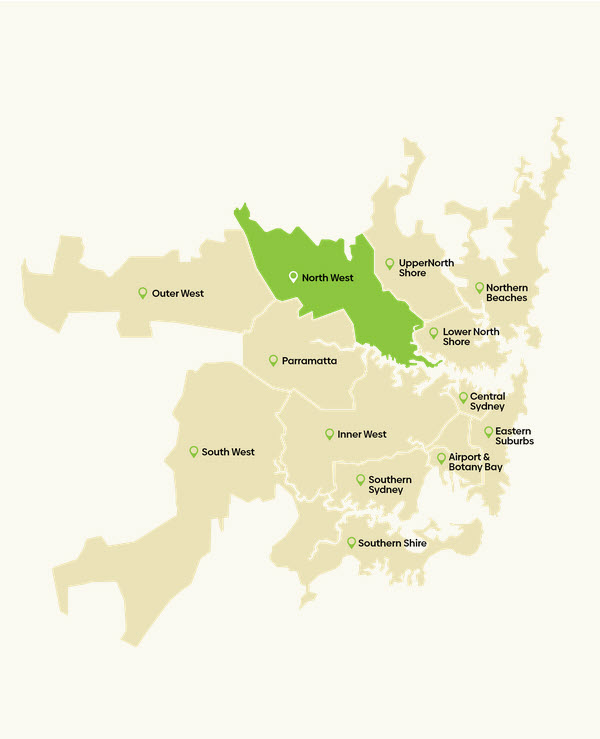 UpperNorth
Shore
North West
Northern
Beaches
Outer West
Lower North
Shore
Parramatta
Central
Sydney
Eastern
Suburbs
Inner West
South West
Airport &
Botany Bay
Southern
Sydney
Southern Shire